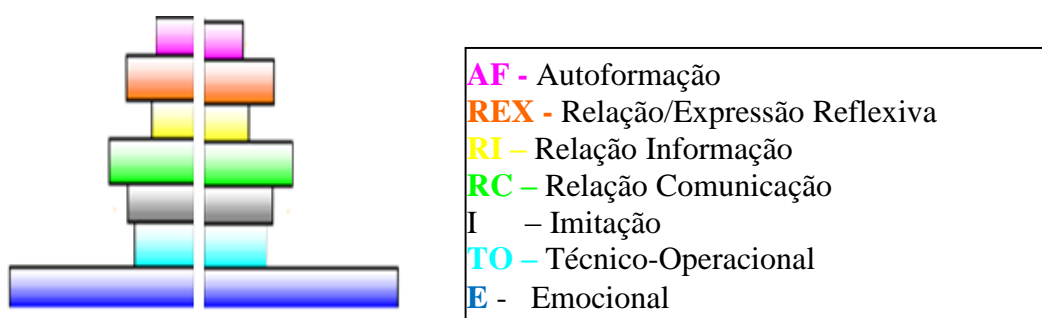 AF - Autoformação
REX - Relação/Expressão Reflexiva
RI – Relação Informação
RC – Relação Comunicação
I – Imitação
TO – Técnico-Operacional
E - Emocional